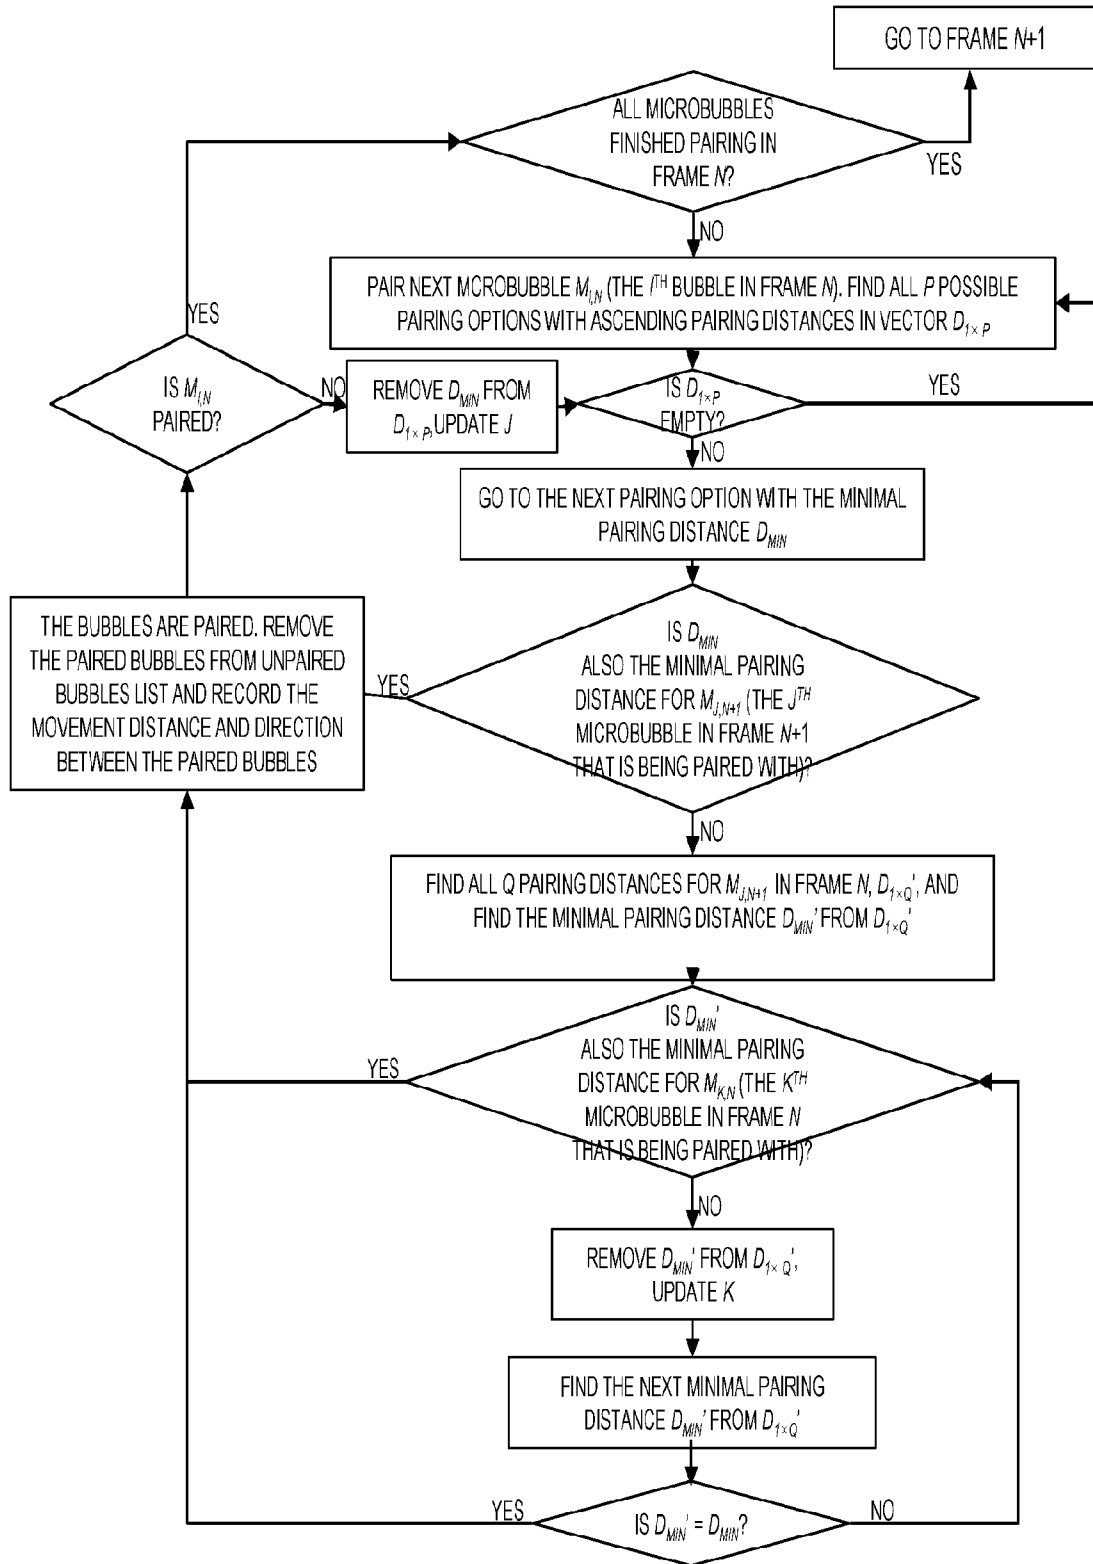 GO TO FRAME N+1
ALL MICROBUBBLES
FINISHED PAIRING IN
FRAME N?
YES
NO
PAIR NEXT MCROBUBBLE M_{I,N} (THE I^{TH} BUBBLE IN FRAME N). FIND ALL P POSSIBLE
PAIRING OPTIONS WITH ASCENDING PAIRING DISTANCES IN VECTOR D_{1×P}
YES
IS M_{I,N}
PAIRED?
NO
REMOVE D_{MIN} FROM
D_{1×P}, UPDATE J
IS D_{1×P}
EMPTY?
YES
NO
GO TO THE NEXT PAIRING OPTION WITH THE MINIMAL
PAIRING DISTANCE D_{MIN}
THE BUBBLES ARE PAIRED. REMOVE
THE PAIRED BUBBLES FROM UNPAIRED
BUBBLES LIST AND RECORD THE
MOVEMENT DISTANCE AND DIRECTION
BETWEEN THE PAIRED BUBBLES
YES
IS D_{MIN}
ALSO THE MINIMAL PAIRING
DISTANCE FOR M_{J,N+1} (THE J^{TH}
MICROBUBBLE IN FRAME N+1
THAT IS BEING PAIRED WITH)?
NO
FIND ALL Q PAIRING DISTANCES FOR M_{J,N+1} IN FRAME N, D_{1×Q}', AND
FIND THE MINIMAL PAIRING DISTANCE D_{MIN}' FROM D_{1×Q}'
YES
IS D_{MIN}'
ALSO THE MINIMAL PAIRING
DISTANCE FOR M_{K,N} (THE K^{TH}
MICROBUBBLE IN FRAME N
THAT IS BEING PAIRED WITH)?
NO
REMOVE D_{MIN}' FROM D_{1×Q}',
UPDATE K
FIND THE NEXT MINIMAL PAIRING
DISTANCE D_{MIN}' FROM D_{1×Q}'
YES
IS D_{MIN}' = D_{MIN}?
NO